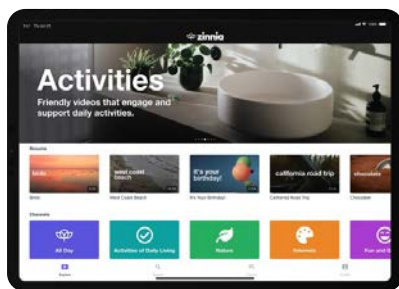 zinnia
Activities
Friendly videos that engage and
support daily activities.
birds
west coast
beach
it's your
birthday!
california road trip
chocolate
Birds
West Coast Beach
It's Your Birthday!
California Road Trip
Chocolate
Channels
All Day
Activities of Daily Living
Nature
Interests
Fun and